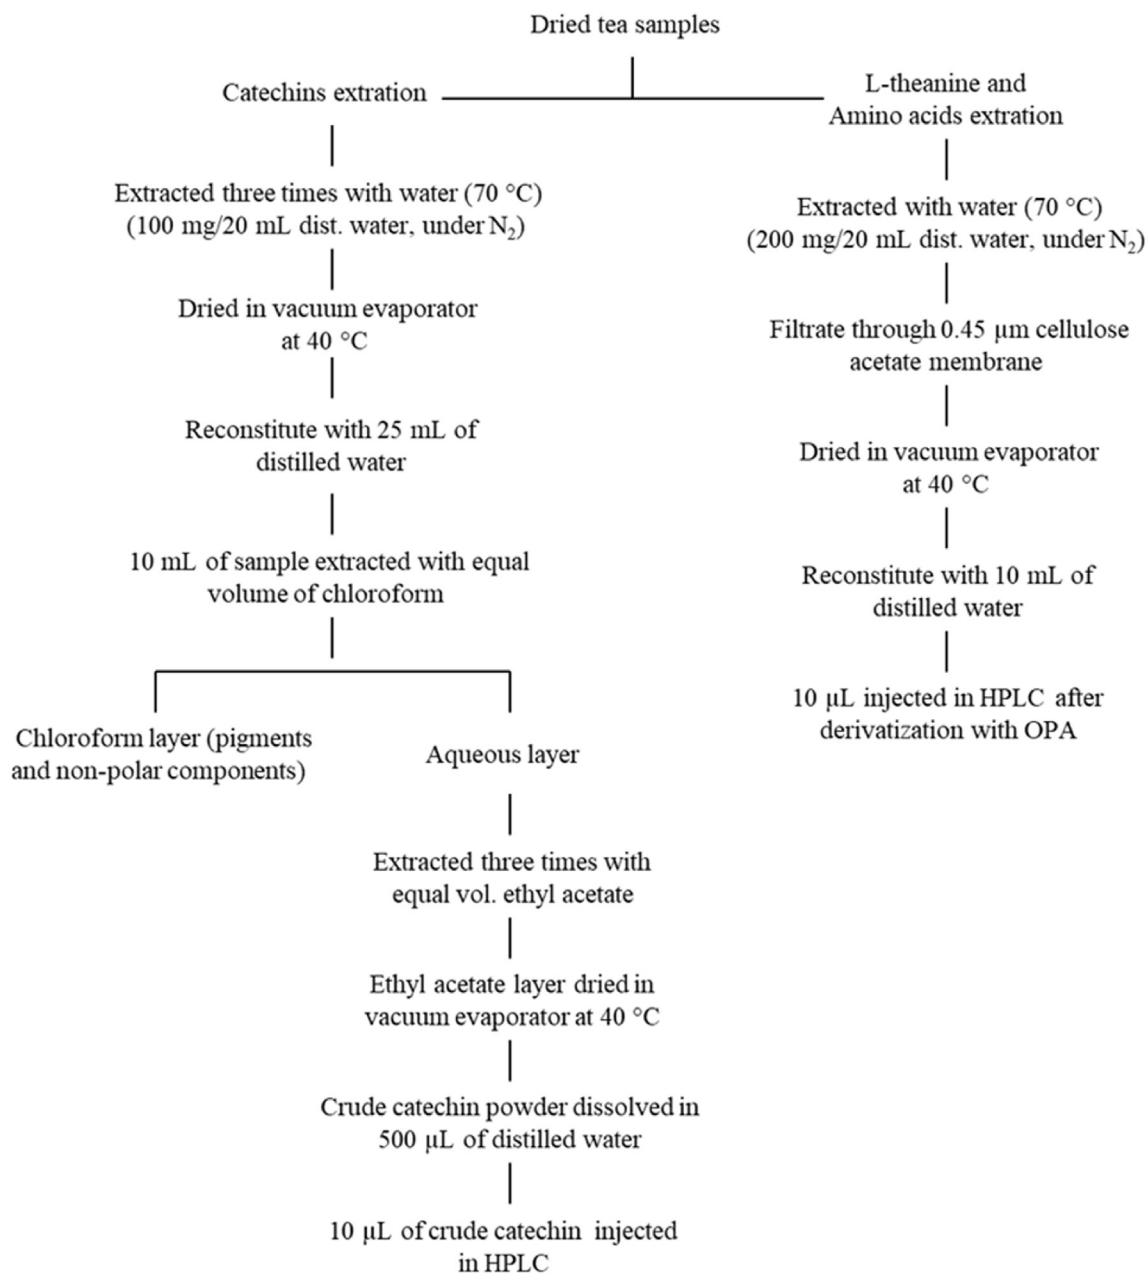 Dried tea samples
Catechins extration
Extracted three times with water (70 °C)
(100 mg/20 mL dist. water, under N₂)
Dried in vacuum evaporator
at 40 °C
Reconstitute with 25 mL of
distilled water
10 mL of sample extracted with equal
volume of chloroform
Chloroform layer (pigments
and non-polar components)
Aqueous layer
Extracted three times with
equal vol. ethyl acetate
Ethyl acetate layer dried in
vacuum evaporator at 40 °C
Crude catechin powder dissolved in
500 µL of distilled water
10 µL of crude catechin injected
in HPLC
L-theanine and
Amino acids extration
Extracted with water (70 °C)
(200 mg/20 mL dist. water, under N₂)
Filtrate through 0.45 µm cellulose
acetate membrane
Dried in vacuum evaporator
at 40 °C
Reconstitute with 10 mL of
distilled water
10 µL injected in HPLC after
derivatization with OPA